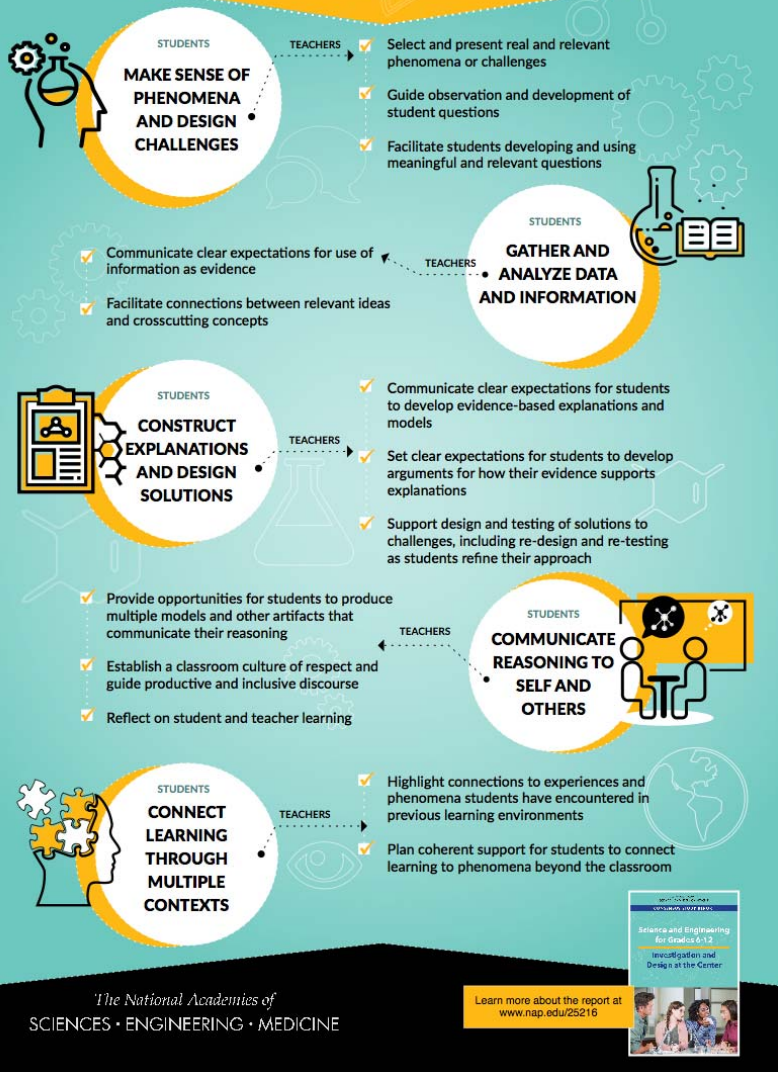 STUDENTS
MAKE SENSE OF
PHENOMENA
AND DESIGN
CHALLENGES
TEACHERS
Select and present real and relevant
phenomena or challenges
Guide observation and development of
student questions
Facilitate students developing and using
meaningful and relevant questions
STUDENTS
GATHER AND
ANALYZE DATA
AND INFORMATION
TEACHERS
Communicate clear expectations for use of
information as evidence
Facilitate connections between relevant ideas
and crosscutting concepts
STUDENTS
CONSTRUCT
EXPLANATIONS
AND DESIGN
SOLUTIONS
TEACHERS
Communicate clear expectations for students
to develop evidence-based explanations and
models
Set clear expectations for students to develop
arguments for how their evidence supports
explanations
Support design and testing of solutions to
challenges, including re-design and re-testing
as students refine their approach
STUDENTS
COMMUNICATE
REASONING TO
SELF AND
OTHERS
TEACHERS
Provide opportunities for students to produce
multiple models and other artifacts that
communicate their reasoning
Establish a classroom culture of respect and
guide productive and inclusive discourse
Reflect on student and teacher learning
STUDENTS
CONNECT
LEARNING
THROUGH
MULTIPLE
CONTEXTS
TEACHERS
Highlight connections to experiences and
phenomena students have encountered in
previous learning environments
Plan coherent support for students to connect
learning to phenomena beyond the classroom
The National Academies of
SCIENCES · ENGINEERING · MEDICINE
Learn more about the report at
www.nap.edu/25216
CONSENSUS STUDY REPORT
Science and Engineering
for Grades 6-12
Investigation and
Design at the Center